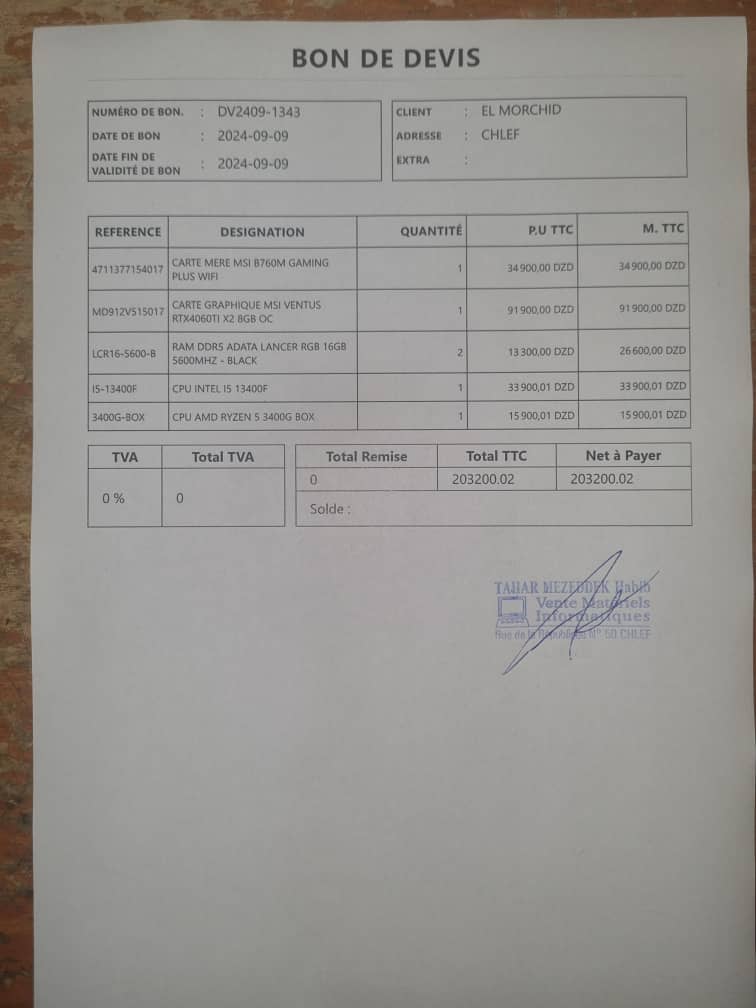 BON DE DEVIS
NUMÉRO DE BON. : DV2409-1343
DATE DE BON : 2024-09-09
DATE FIN DE
VALIDITÉ DE BON : 2024-09-09
CLIENT : EL MORCHID
ADRESSE : CHLEF
EXTRA :
REFERENCE DESIGNATION QUANTITÉ P.U TTC M. TTC
4711377154017 CARTE MERE MSI B760M GAMING
PLUS WIFI 1 34 900,00 DZD 34 900,00 DZD
MD912V515017 CARTE GRAPHIQUE MSI VENTUS
RTX4060TI X2 8GB OC 1 91 900,00 DZD 91 900,00 DZD
LCR16-5600-B RAM DDR5 ADATA LANCER RGB 16GB
5600MHZ - BLACK 2 13 300,00 DZD 26 600,00 DZD
I5-13400F CPU INTEL I5 13400F 1 33 900,01 DZD 33 900,01 DZD
3400G-BOX CPU AMD RYZEN 5 3400G BOX 1 15 900,01 DZD 15 900,01 DZD
TVA Total TVA
0 % 0
Total Remise Total TTC Net à Payer
0 203200.02 203200.02
Solde :
TAHAR MEZEDDEK Habib
Vente Matériels
Informatiques
Rue de la République N° 50 CHLEF